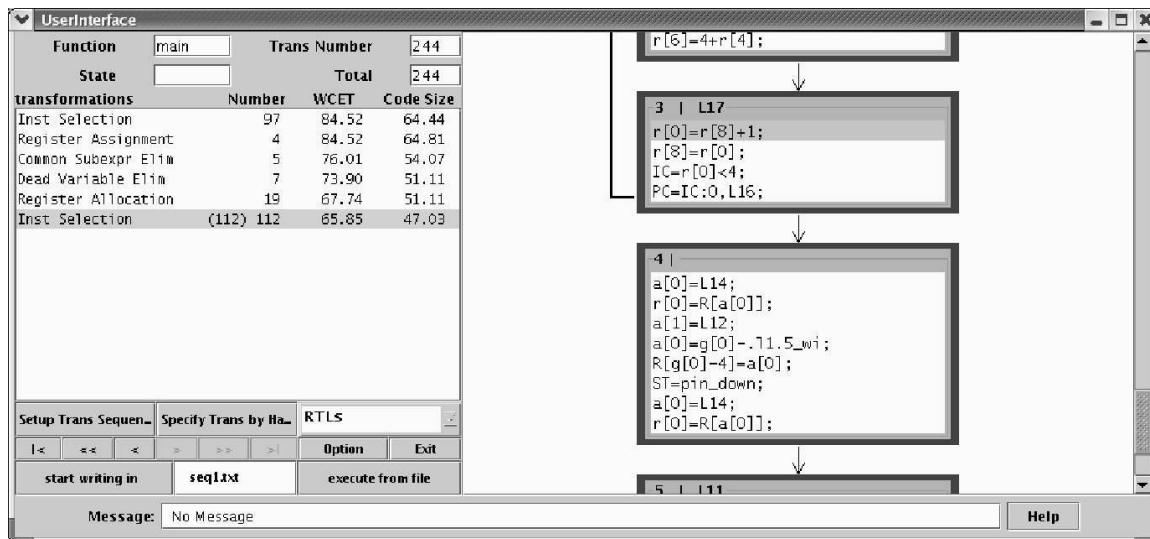 UserInterface
Function main Trans Number 244
State Total 244
transformations Number WCET Code Size
Inst Selection 97 84.52 64.44
Register Assignment 4 84.52 64.81
Common Subexpr Elim 5 76.01 54.07
Dead Variable Elim 7 73.90 51.11
Register Allocation 19 67.74 51.11
Inst Selection (112) 112 65.85 47.03
Setup Trans Sequen... Specify Trans by Ha... RTLs
|< << < > >> >| Option Exit
start writing in seq1.txt execute from file
r[6]=4+r[4];
3 | L17
r[0]=r[8]+1;
r[8]=r[0];
IC=r[0]<4;
PC=IC:0,L16;
4 |
a[0]=L14;
r[0]=R[a[0]];
a[1]=L12;
a[0]=g[0]-.11.5_wi;
R[g[0]-4]=a[0];
ST=pin_down;
a[0]=L14;
r[0]=R[a[0]];
5 | L11
Message: No Message Help